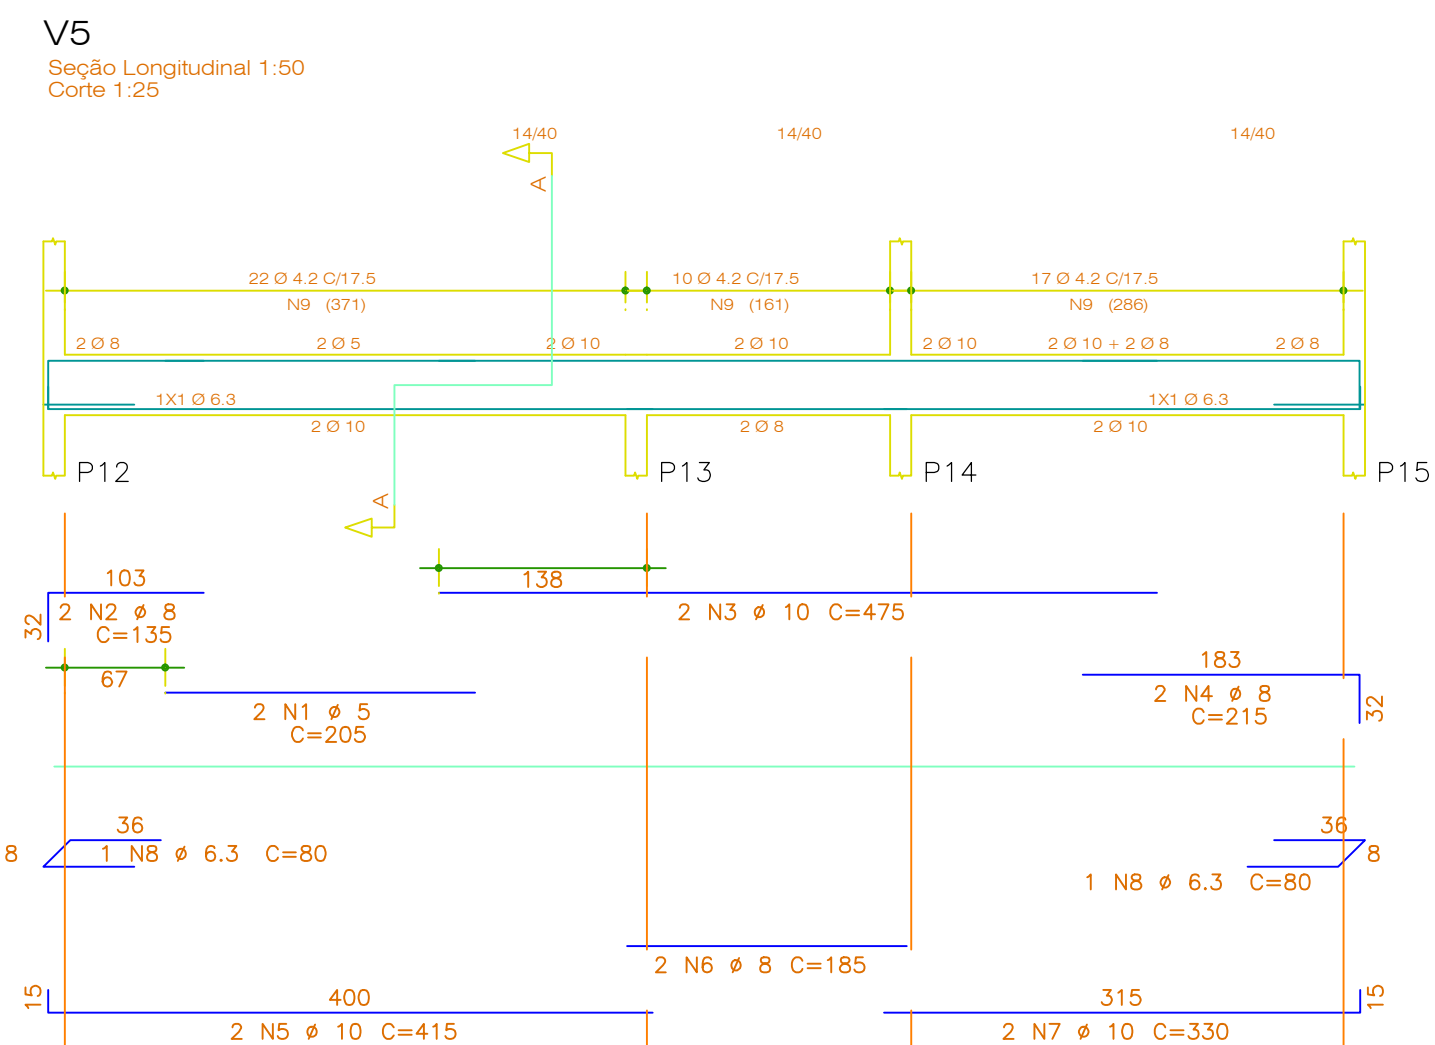 V5
Seção Longitudinal 1:50
Corte 1:25
14/40 14/40 14/40
A
22 Ø 4.2 C/17.5 10 Ø 4.2 C/17.5 17 Ø 4.2 C/17.5
N9 (371) N9 (161) N9 (286)
2 Ø 8 2 Ø 5 2 Ø 10 2 Ø 10 2 Ø 10 2 Ø 10 + 2 Ø 8 2 Ø 8
1X1 Ø 6.3 1X1 Ø 6.3
2 Ø 10 2 Ø 8 2 Ø 10
P12 P13 P14 P15
A
103 138
2 N2 ø 8 2 N3 ø 10 C=475
32 C=135
67 183
2 N4 ø 8
2 N1 ø 5 C=215 32
C=205
36 36
8 1 N8 ø 6.3 C=80 8
1 N8 ø 6.3 C=80
2 N6 ø 8 C=185
15 400 315 15
2 N5 ø 10 C=415 2 N7 ø 10 C=330